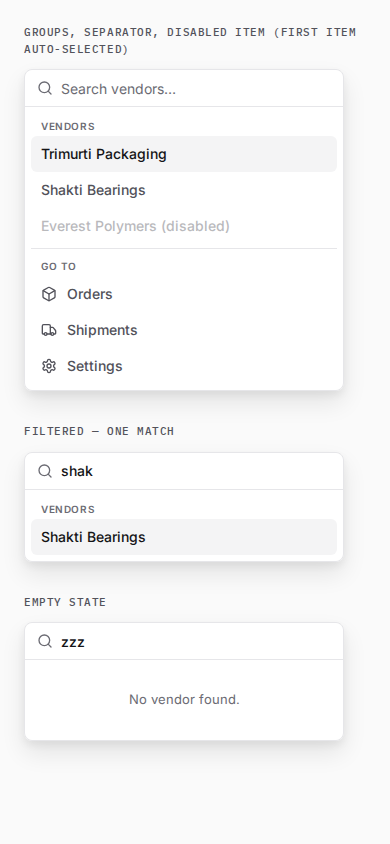 GROUPS, SEPARATOR, DISABLED ITEM (FIRST ITEM
AUTO-SELECTED)
Search vendors...
VENDORS
Trimurti Packaging
Shakti Bearings
Everest Polymers (disabled)
GO TO
Orders
Shipments
Settings
FILTERED — ONE MATCH
shak
VENDORS
Shakti Bearings
EMPTY STATE
zzz
No vendor found.